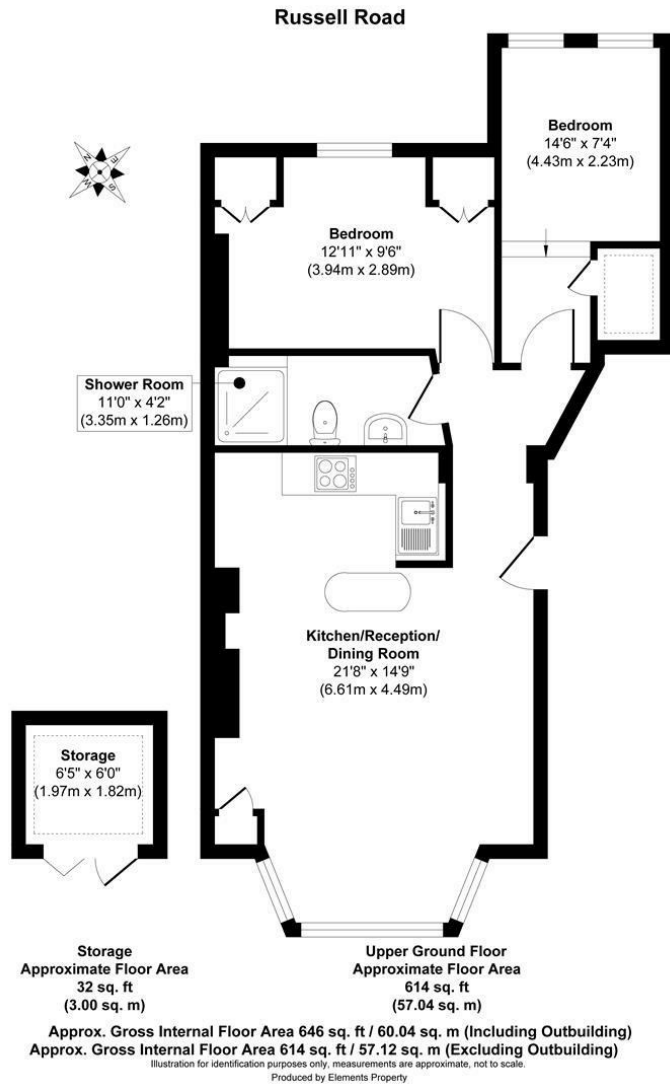 Russell Road
Bedroom
14'6" x 7'4"
(4.43m x 2.23m)
N
E
S
W
Bedroom
12'11" x 9'6"
(3.94m x 2.89m)
Shower Room
11'0" x 4'2"
(3.35m x 1.26m)
Kitchen/Reception/
Dining Room
21'8" x 14'9"
(6.61m x 4.49m)
Storage
6'5" x 6'0"
(1.97m x 1.82m)
Storage
Approximate Floor Area
32 sq. ft
(3.00 sq. m)
Upper Ground Floor
Approximate Floor Area
614 sq. ft
(57.04 sq. m)
Approx. Gross Internal Floor Area 646 sq. ft / 60.04 sq. m (Including Outbuilding)
Approx. Gross Internal Floor Area 614 sq. ft / 57.12 sq. m (Excluding Outbuilding)
Illustration for identification purposes only, measurements are approximate, not to scale.
Produced by Elements Property